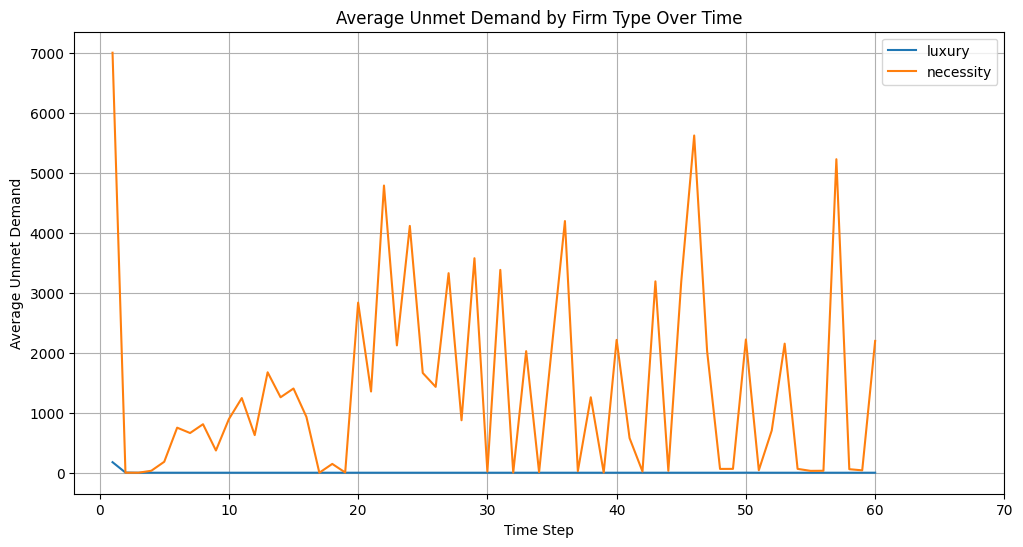 Average Unmet Demand by Firm Type Over Time
luxury
necessity
Average Unmet Demand
7000
6000
5000
4000
3000
2000
1000
0
0 10 20 30 40 50 60 70
Time Step